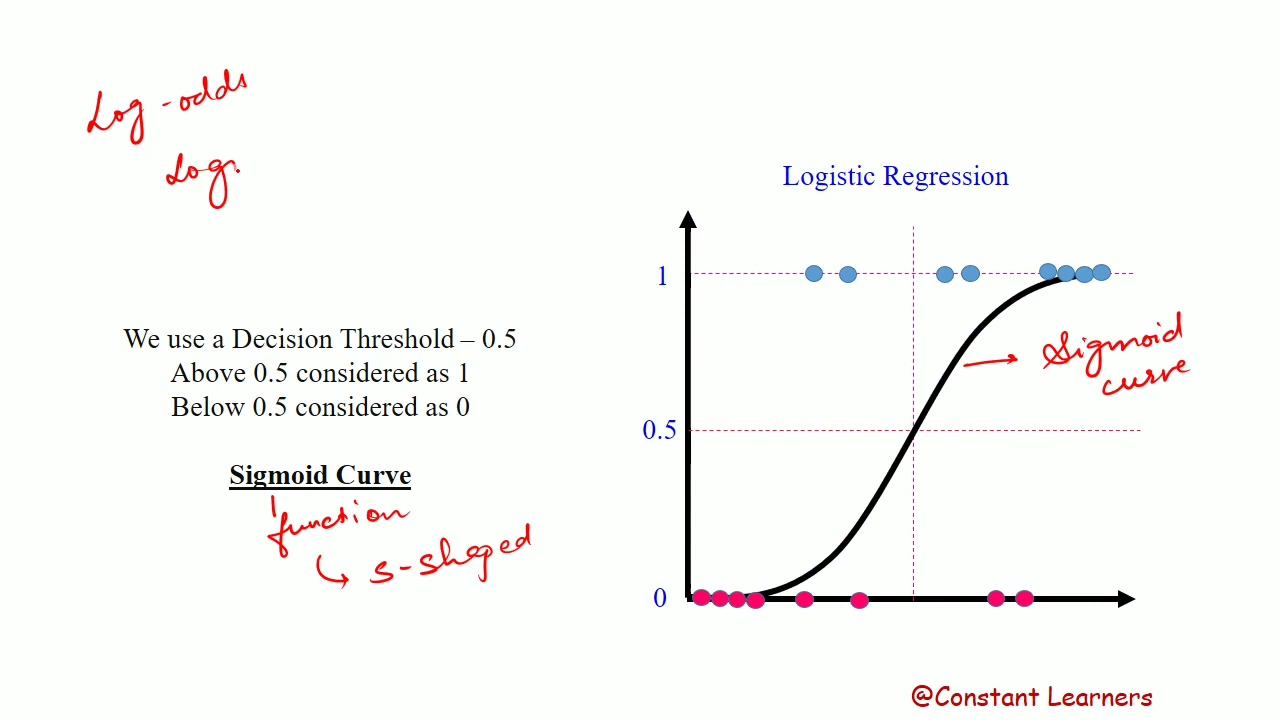 Log-odds
Log
We use a Decision Threshold – 0.5
Above 0.5 considered as 1
Below 0.5 considered as 0
Sigmoid Curve
function
s-shaped
Logistic Regression
1
Sigmoid
curve
0.5
0
@Constant Learners